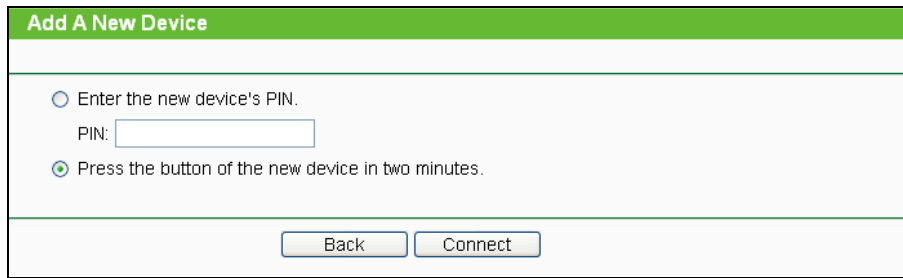 Add A New Device
Enter the new device's PIN.
PIN:
Press the button of the new device in two minutes.
Back Connect